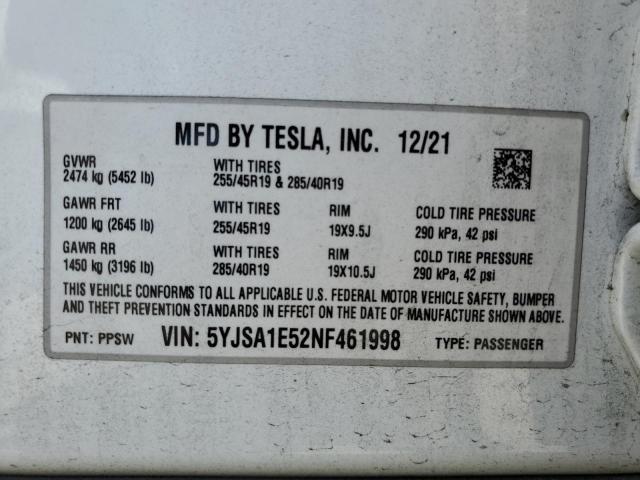 MFD BY TESLA, INC. 12/21
GVWR WITH TIRES
2474 kg (5452 lb) 255/45R19 & 285/40R19
GAWR FRT WITH TIRES RIM COLD TIRE PRESSURE
1200 kg (2645 lb) 255/45R19 19X9.5J 290 kPa, 42 psi
GAWR RR WITH TIRES RIM COLD TIRE PRESSURE
1450 kg (3196 lb) 285/40R19 19X10.5J 290 kPa, 42 psi
THIS VEHICLE CONFORMS TO ALL APPLICABLE U.S. FEDERAL MOTOR VEHICLE SAFETY, BUMPER
AND THEFT PREVENTION STANDARDS IN EFFECT ON THE DATE OF MANUFACTURE SHOWN ABOVE.
PNT: PPSW VIN: 5YJSA1E52NF461998 TYPE: PASSENGER